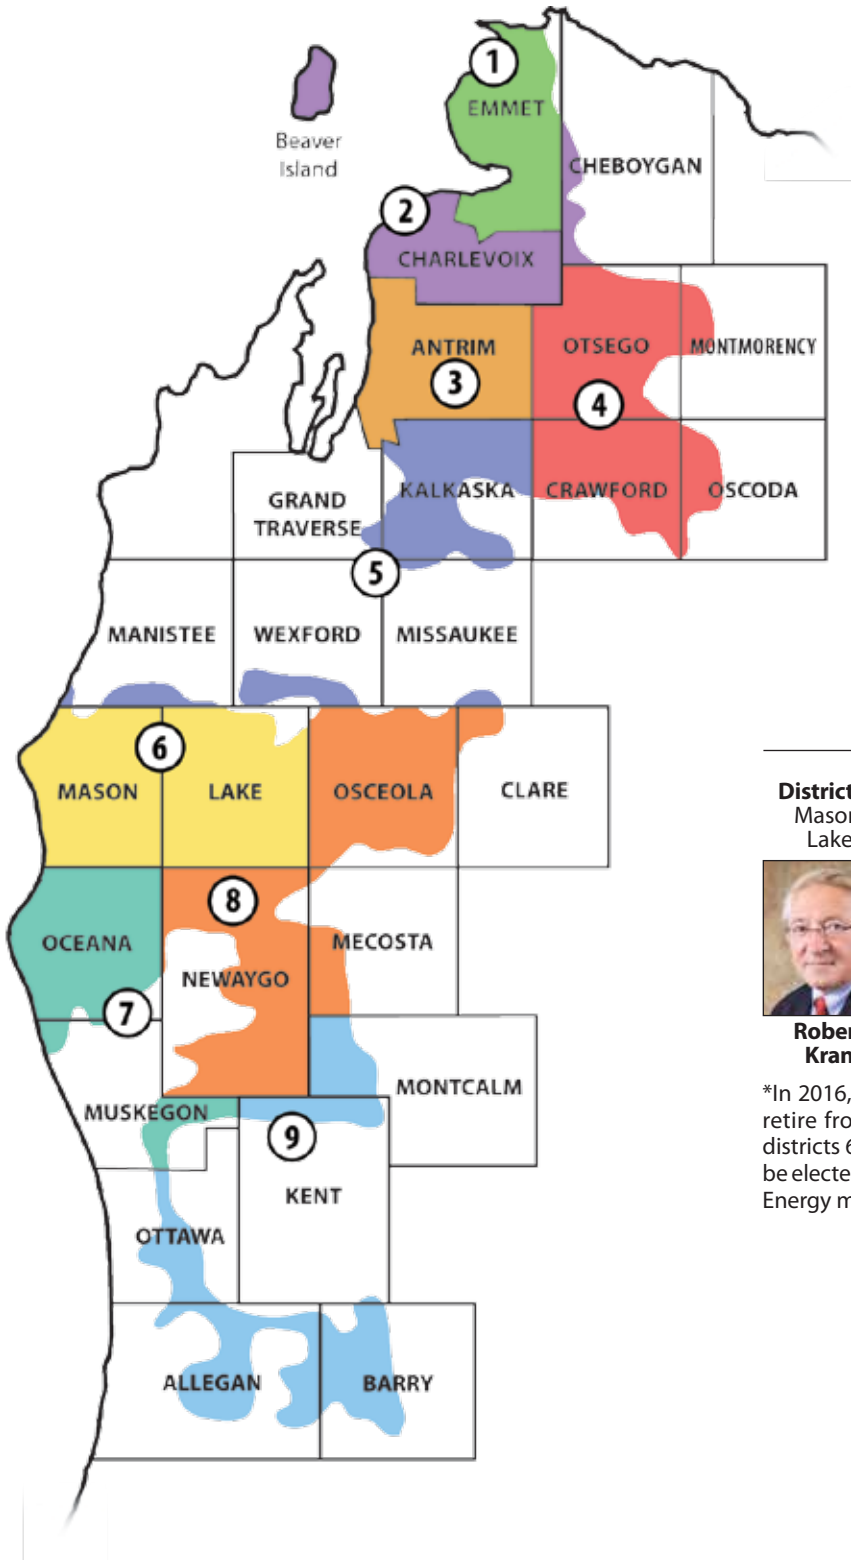 1
EMMET
Beaver
Island
CHEBOYGAN
2
CHARLEVOIX
ANTRIM
OTSEGO
MONTMORENCY
3
4
KALKASKA
CRAWFORD
OSCODA
GRAND
TRAVERSE
5
MANISTEE
WEXFORD
MISSAUKEE
6
MASON
LAKE
OSCEOLA
CLARE
8
OCEANA
MECOSTA
NEWAYGO
7
MONTCALM
MUSKEGON
9
KENT
OTTAWA
ALLEGAN
BARRY
District
Mason
Lake
Rober
Kran
*In 2016,
retire fro
districts 6
be electe
Energy m